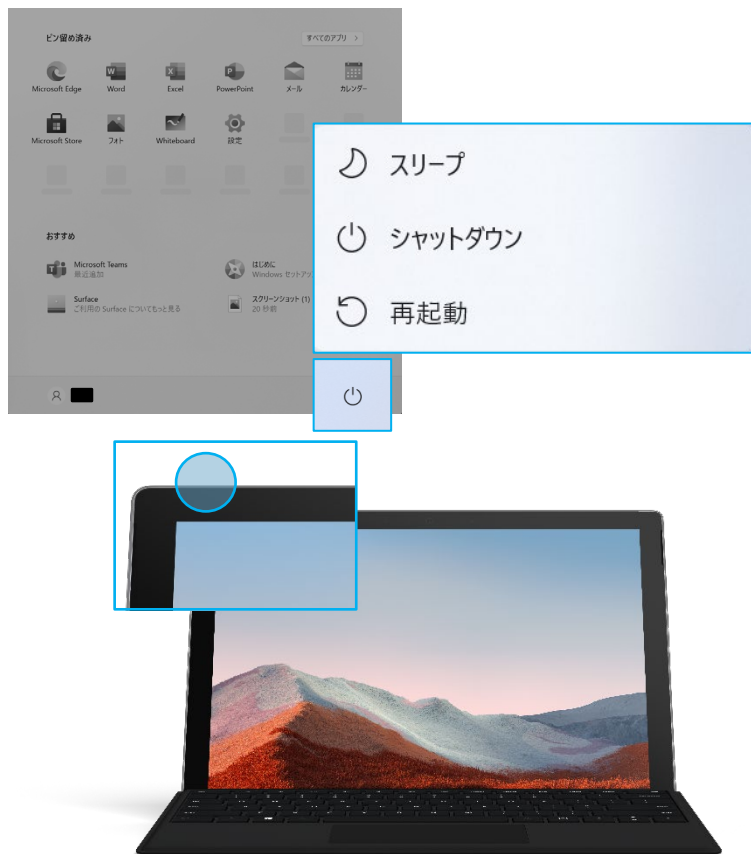 ピン留め済み
すべてのアプリ >
Microsoft Edge
Word
Excel
PowerPoint
メール
カレンダー
Microsoft Store
フォト
Whiteboard
設定
スリープ
シャットダウン
再起動
おすすめ
Microsoft Teams
最近追加
はじめに
Windows セットアッ
Surface
ご利用の Surface についてもっと見る
スクリーンショット (1)
20 秒前